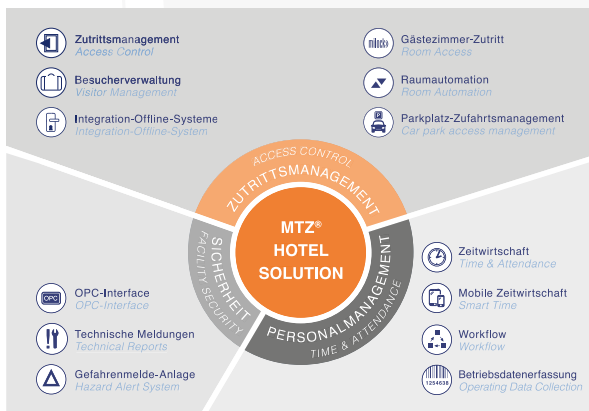 Zutrittsmanagement
Access Control
Besucherverwaltung
Visitor Management
Integration-Offline-Systeme
Integration-Offline-System
milocks
Gästezimmer-Zutritt
Room Access
Raumautomation
Room Automation
P
Parkplatz-Zufahrtsmanagement
Car park access management
ACCESS CONTROL
ZUTRITTSMANAGEMENT
MTZ®
HOTEL
SOLUTION
SICHERHEIT
FACILITY SECURITY
PERSONALMANAGEMENT
TIME & ATTENDANCE
OPC
OPC-Interface
OPC-Interface
Technische Meldungen
Technical Reports
Gefahrenmelde-Anlage
Hazard Alert System
Zeitwirtschaft
Time & Attendance
Mobile Zeitwirtschaft
Smart Time
Workflow
Workflow
1254638
Betriebsdatenerfassung
Operating Data Collection